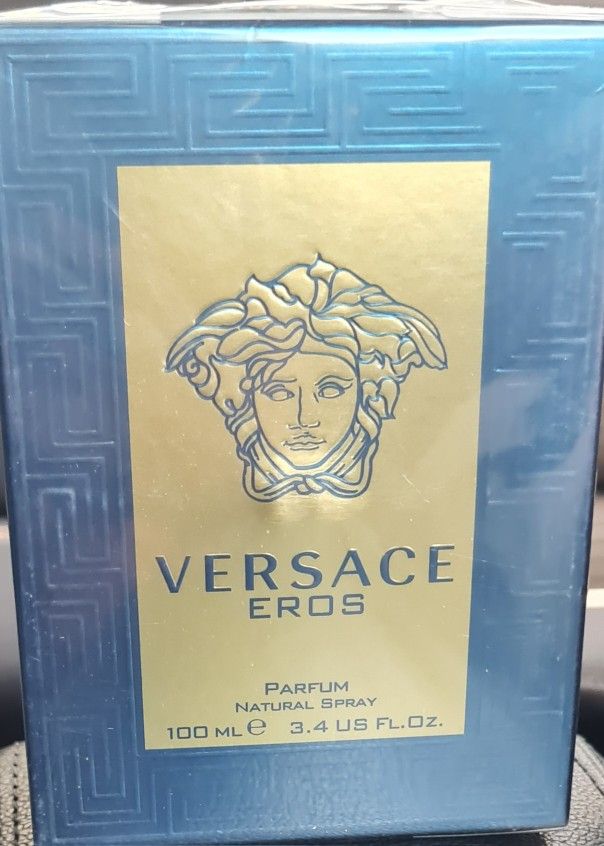 VERSACE
EROS
PARFUM
NATURAL SPRAY
100 ML ℮ 3.4 US FL.OZ.